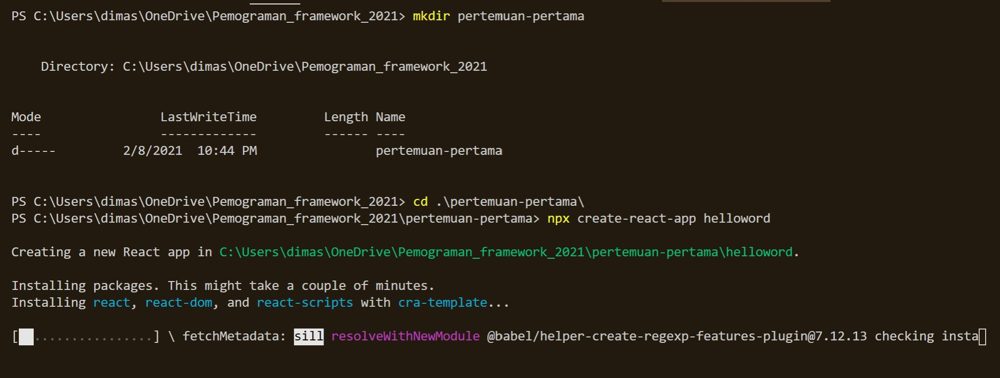 PS C:\Users\dimas\OneDrive\Pemograman_framework_2021> mkdir pertemuan-pertama
Directory: C:\Users\dimas\OneDrive\Pemograman_framework_2021
Mode LastWriteTime Length Name
---- ------------- ------ ----
d----- 2/8/2021 10:44 PM pertemuan-pertama
PS C:\Users\dimas\OneDrive\Pemograman_framework_2021> cd .\pertemuan-pertama\
PS C:\Users\dimas\OneDrive\Pemograman_framework_2021\pertemuan-pertama> npx create-react-app helloword
Creating a new React app in C:\Users\dimas\OneDrive\Pemograman_framework_2021\pertemuan-pertama\helloword.
Installing packages. This might take a couple of minutes.
Installing react, react-dom, and react-scripts with cra-template...
[  ................] \ fetchMetadata: sill resolveWithNewModule @babel/helper-create-regexp-features-plugin@7.12.13 checking insta